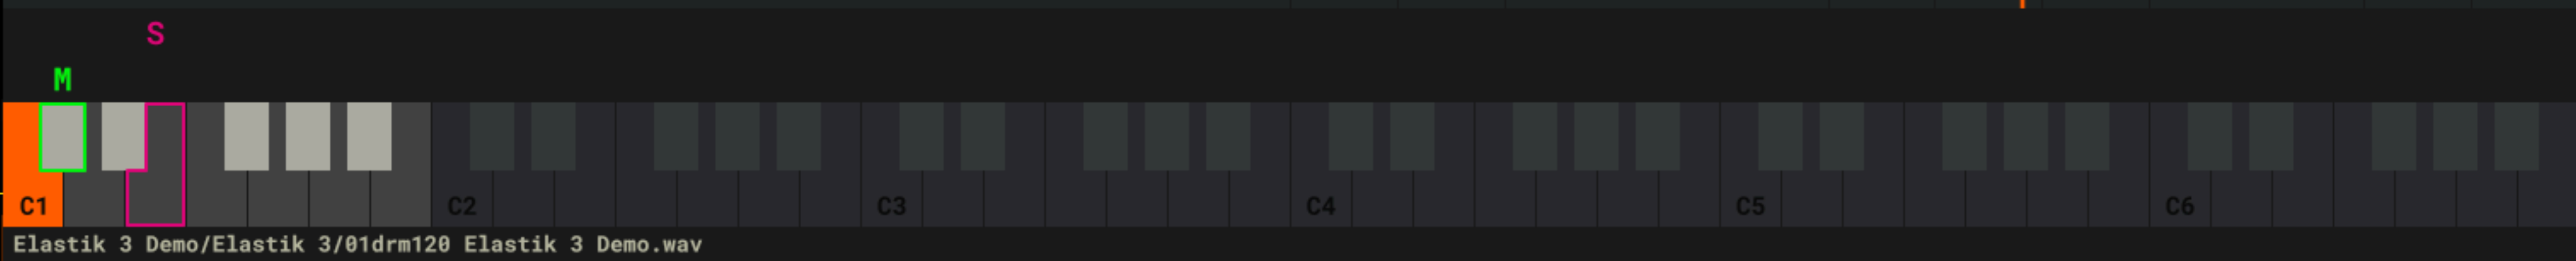 S
M
C1 C2 C3 C4 C5 C6
Elastik 3 Demo/Elastik 3/01drm120 Elastik 3 Demo.wav